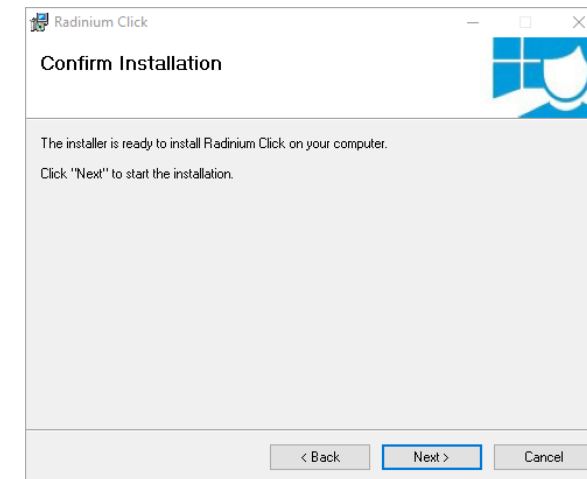 Radinium Click
Confirm Installation
The installer is ready to install Radinium Click on your computer.
Click "Next" to start the installation.
< Back
Next >
Cancel